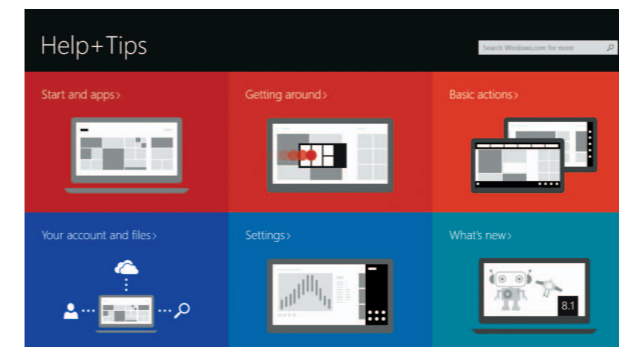 Help+Tips
Search Windows.com for more
Start and apps>
Getting around>
Basic actions>
Your account and files>
Settings>
What's new>
8.1